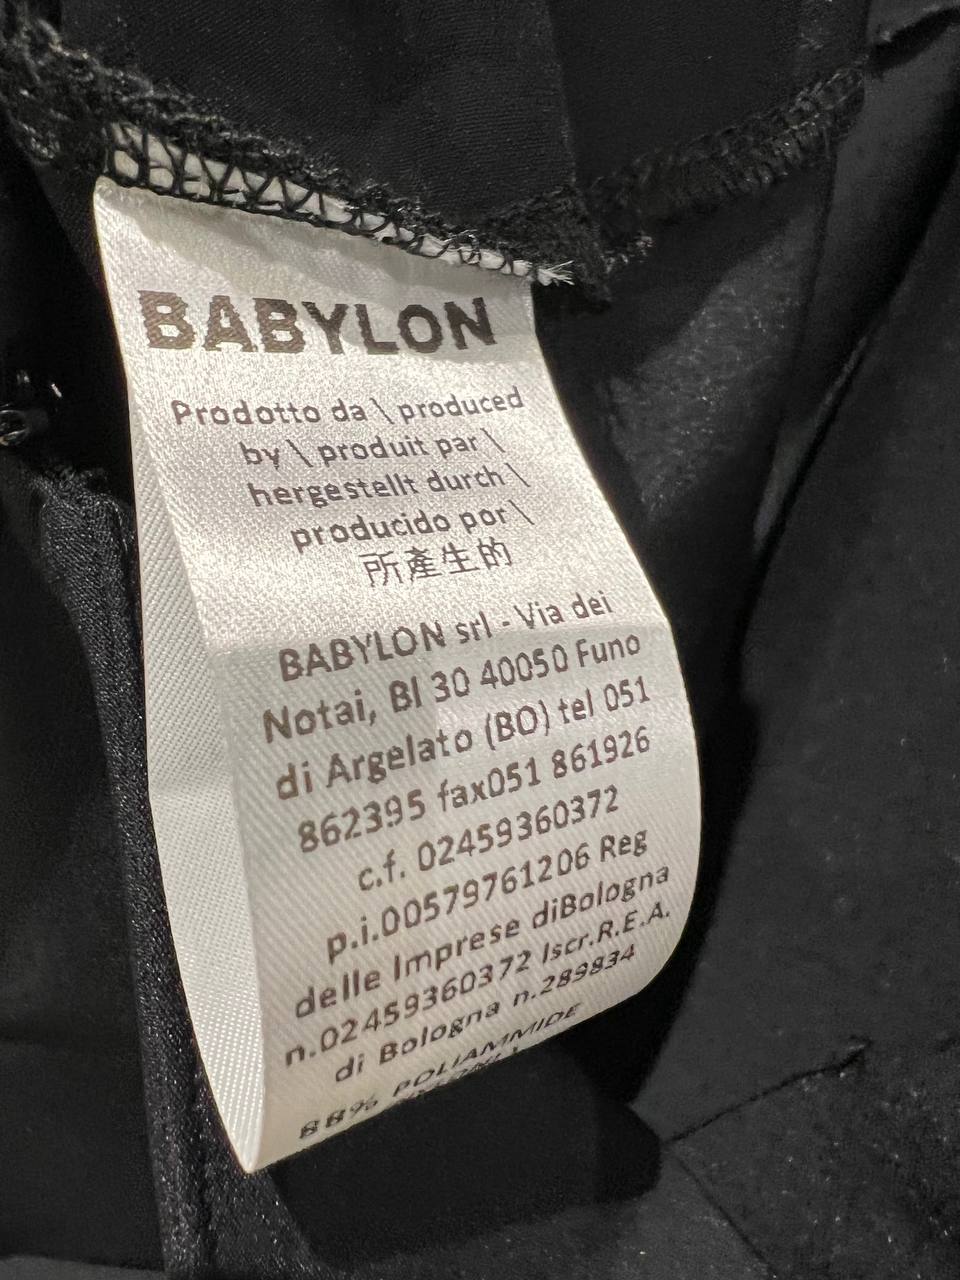 BABYLON
Prodotto da \ produced
by \ produit par \
hergestellt durch \
producido por \
所產生的
BABYLON srl - Via dei
Notai, Bl 30 40050 Funo
di Argelato (BO) tel 051
862395 fax051 861926
c.f. 02459360372
p.i.00579761206 Reg
delle Imprese diBologna
n.02459360372 Iscr.R.E.A.
di Bologna n.289834
88% POLIAMMIDE